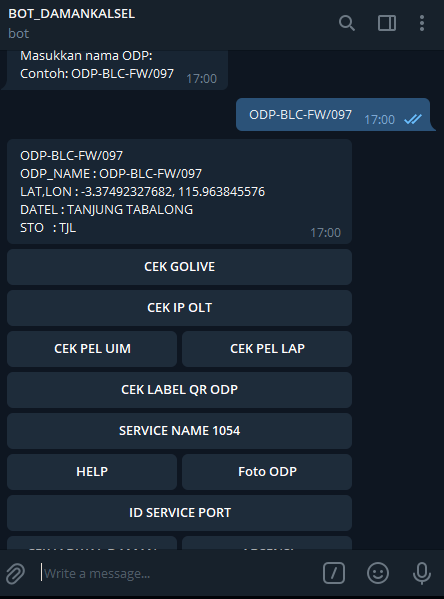 BOT_DAMANKALSEL
bot
Masukkan nama ODP:
Contoh: ODP-BLC-FW/097 17:00
ODP-BLC-FW/097 17:00
ODP-BLC-FW/097
ODP_NAME : ODP-BLC-FW/097
LAT,LON : -3.37492327682, 115.963845576
DATEL : TANJUNG TABALONG
STO : TJL
17:00
CEK GOLIVE
CEK IP OLT
CEK PEL UIM
CEK PEL LAP
CEK LABEL QR ODP
SERVICE NAME 1054
HELP
Foto ODP
ID SERVICE PORT
Write a message...